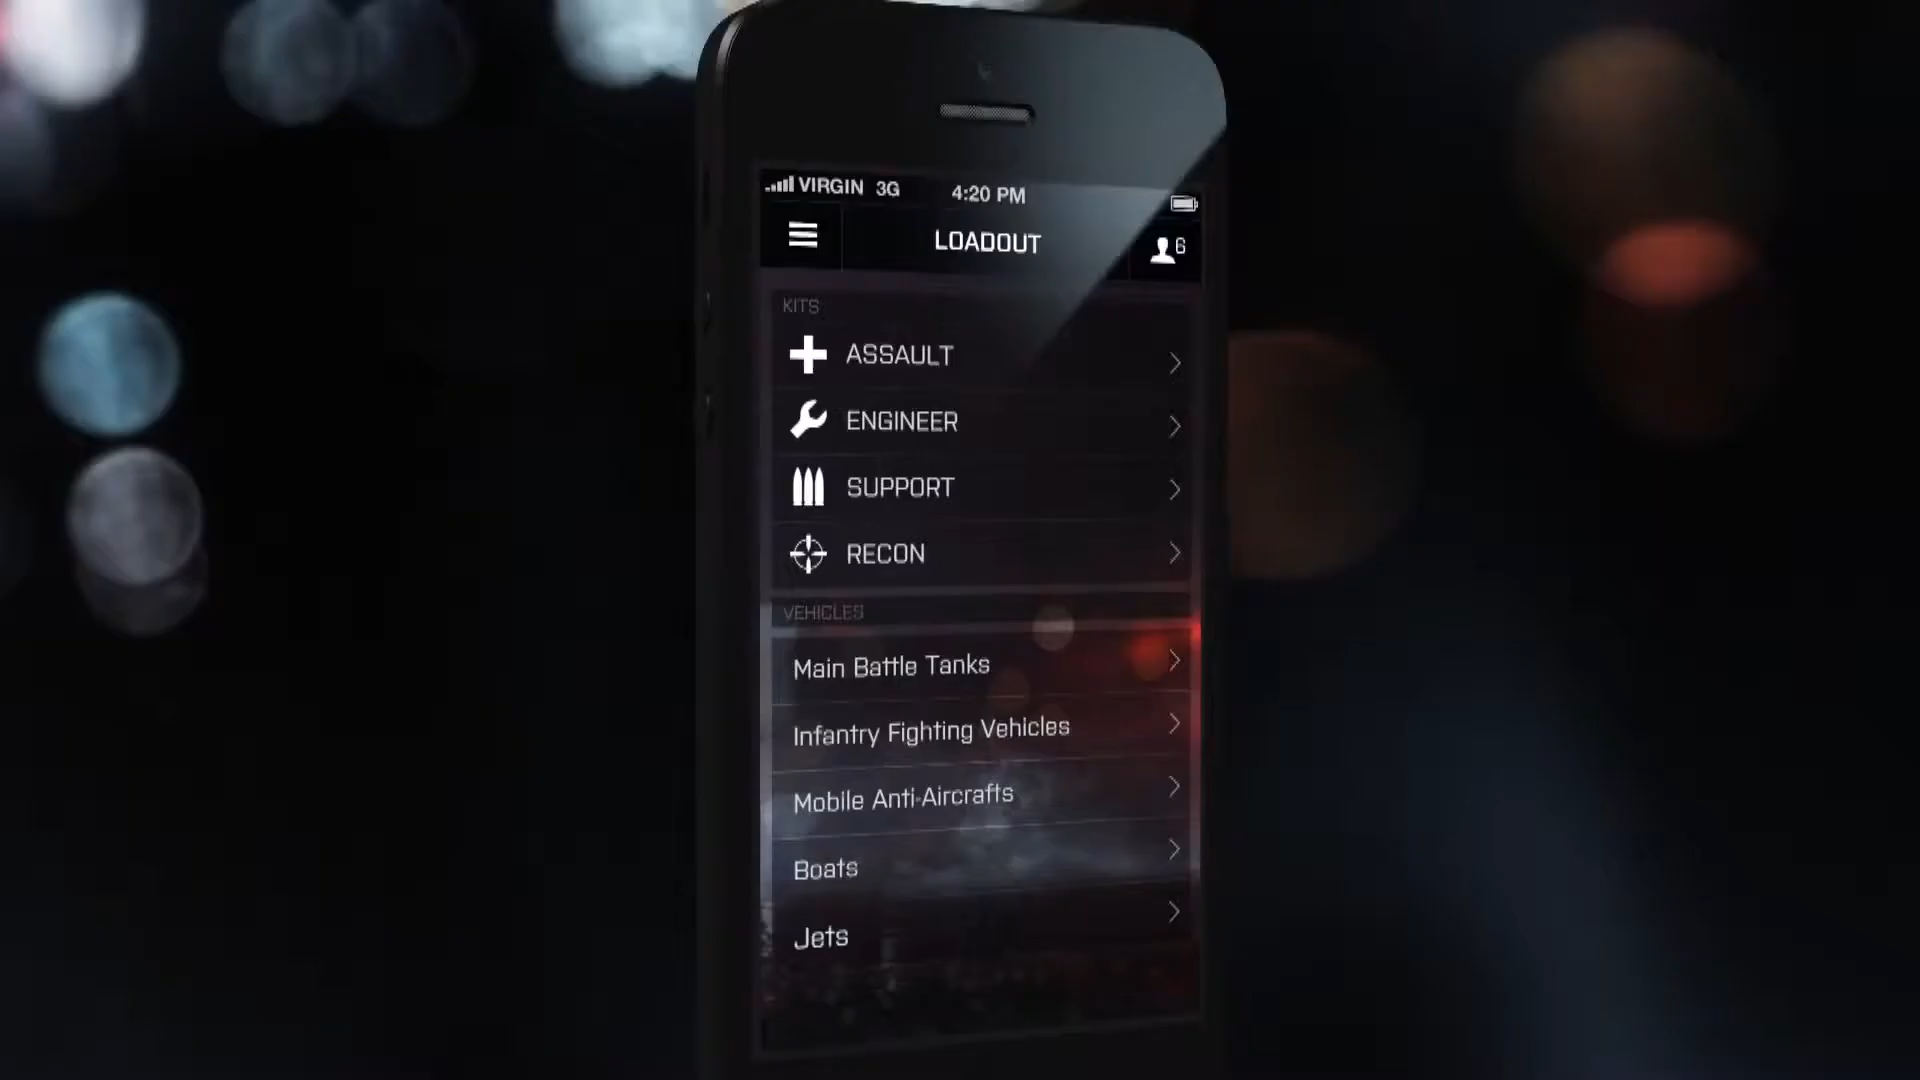 VIRGIN 3G 4:20 PM
LOADOUT 6
KITS
ASSAULT
ENGINEER
SUPPORT
RECON
VEHICLES
Main Battle Tanks
Infantry Fighting Vehicles
Mobile Anti-Aircrafts
Boats
Jets